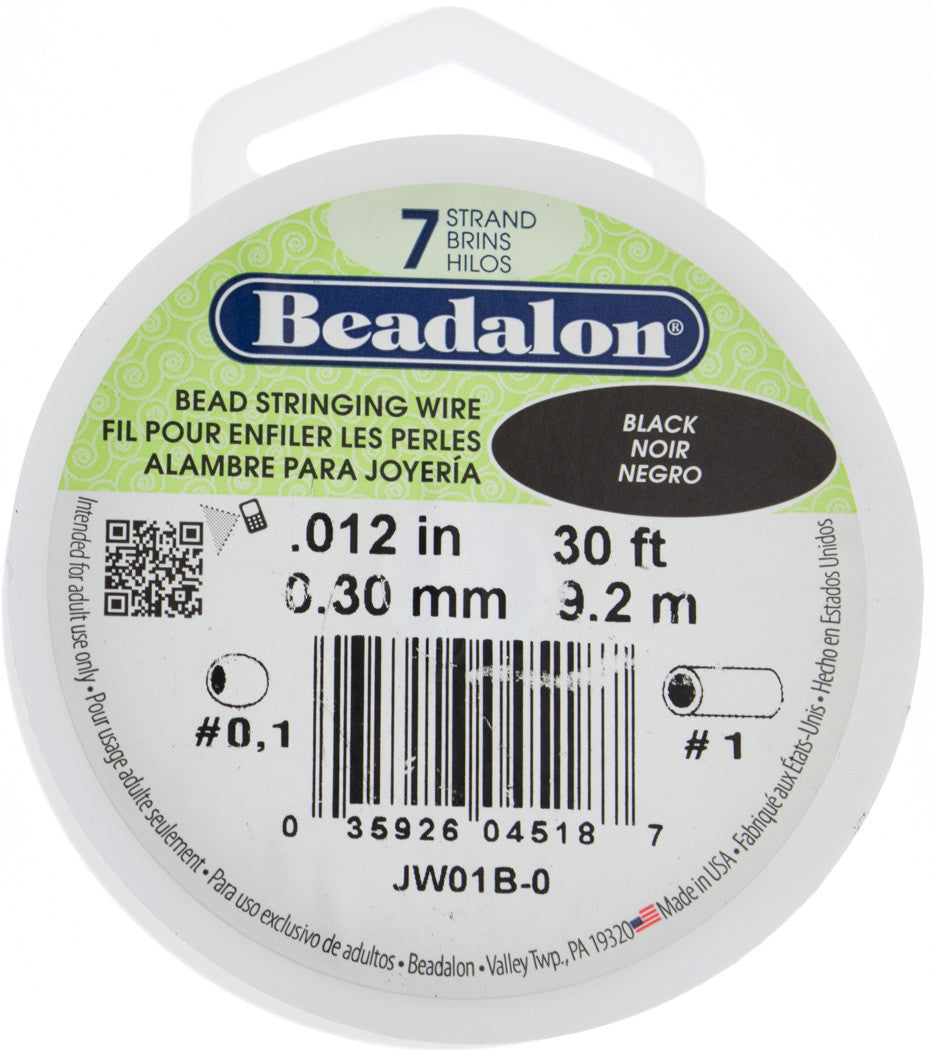 7 STRAND
BRINS
HILOS
Beadalon®
BEAD STRINGING WIRE
FIL POUR ENFILER LES PERLES
ALAMBRE PARA JOYERÍA
BLACK
NOIR
NEGRO
.012 in 30 ft
0.30 mm 9.2 m
#0,1
#1
0 35926 04518 7
JW01B-0
Intended for adult use only • Pour usage adulte seulement • Para uso exclusivo de adultos • Beadalon • Valley Twp., PA 19320 Made in USA • Fabriqué aux États-Unis • Hecho en Estados Unidos